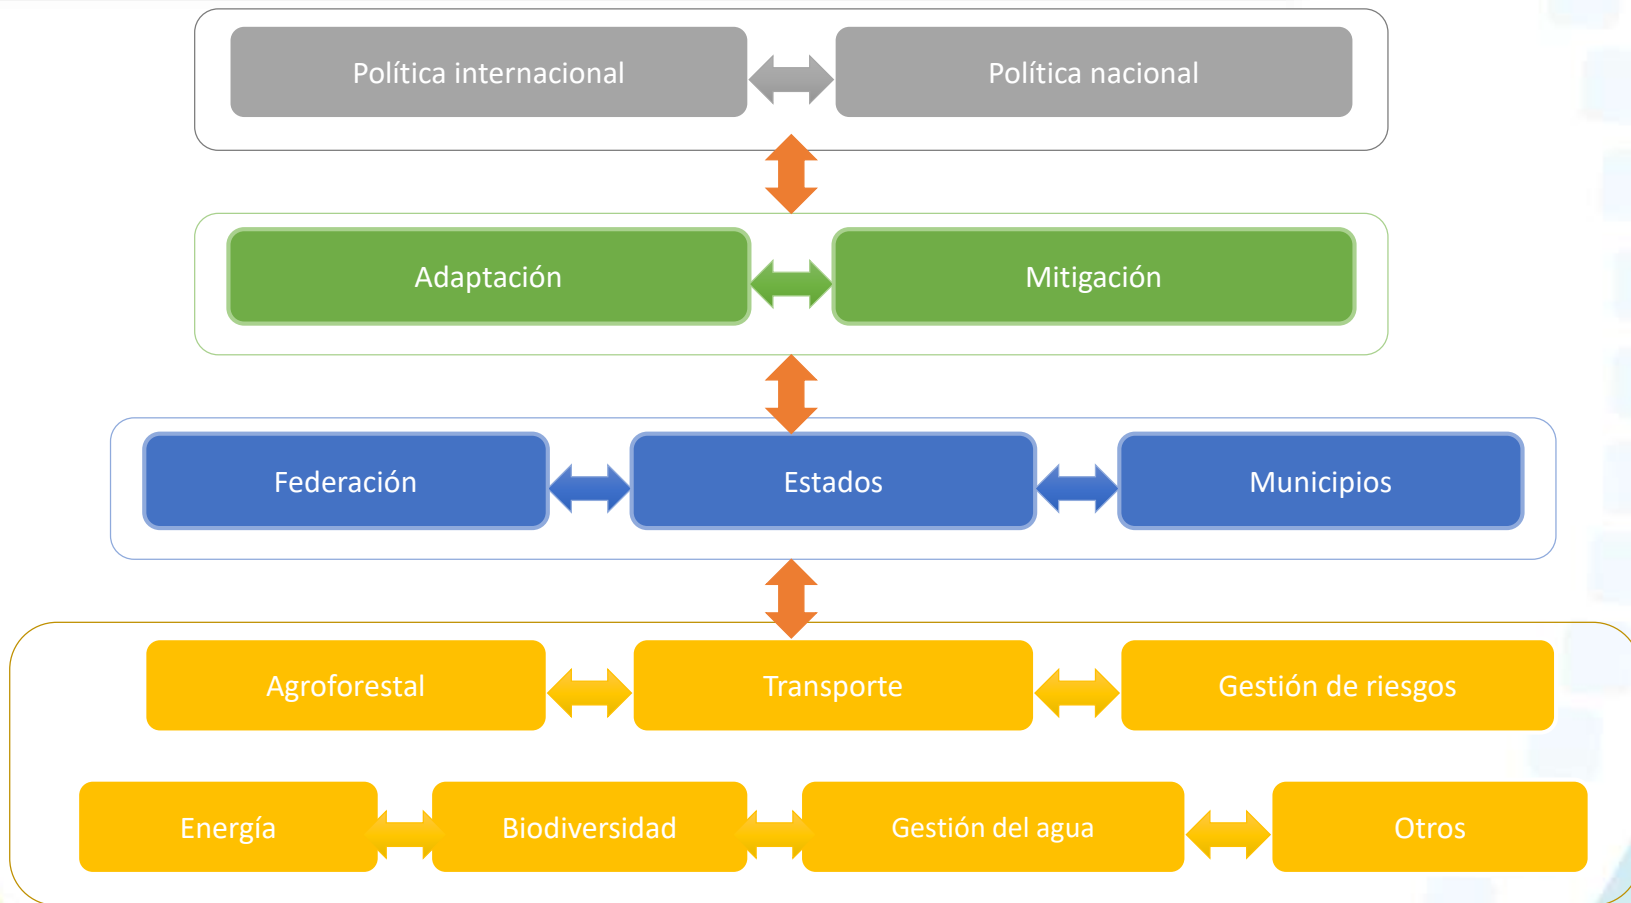 Política internacional
Política nacional
Adaptación
Mitigación
Federación
Estados
Municipios
Agroforestal
Transporte
Gestión de riesgos
Energía
Biodiversidad
Gestión del agua
Otros